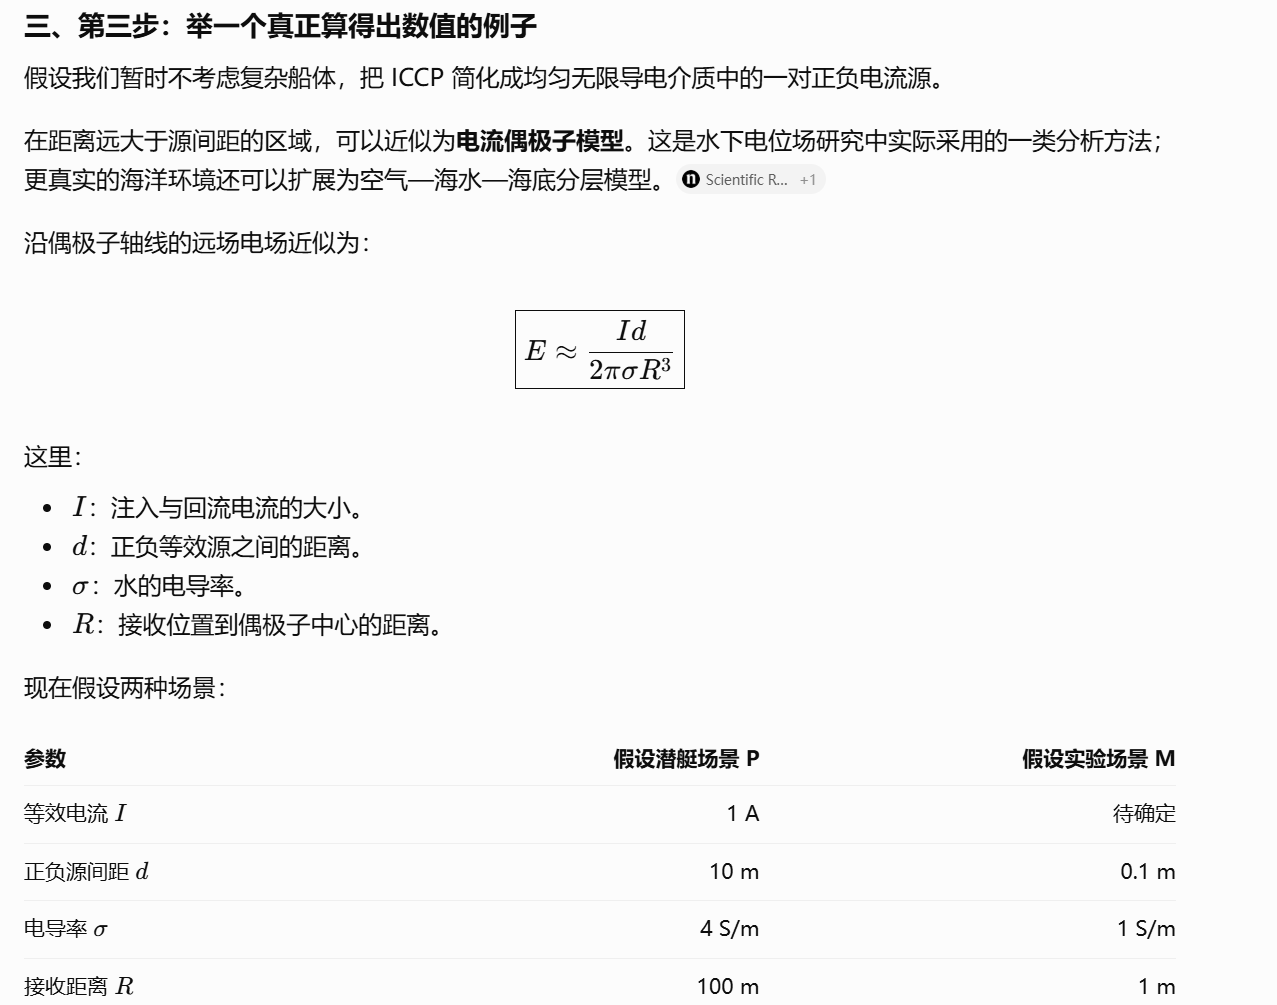 三、第三步：举一个真正算得出数值的例子
假设我们暂时不考虑复杂船体，把 ICCP 简化成均匀无限导电介质中的一对正负电流源。
在距离远大于源间距的区域，可以近似为电流偶极子模型。这是水下电位场研究中实际采用的一类分析方法；
更真实的海洋环境还可以扩展为空气—海水—海底分层模型。 n Scientific R... +1
沿偶极子轴线的远场电场近似为：
E ≈ Id / 2πσR³
这里：
• I：注入与回流电流的大小。
• d：正负等效源之间的距离。
• σ：水的电导率。
• R：接收位置到偶极子中心的距离。
现在假设两种场景：
参数 假设潜艇场景 P 假设实验场景 M
等效电流 I 1 A 待确定
正负源间距 d 10 m 0.1 m
电导率 σ 4 S/m 1 S/m
接收距离 R 100 m 1 m